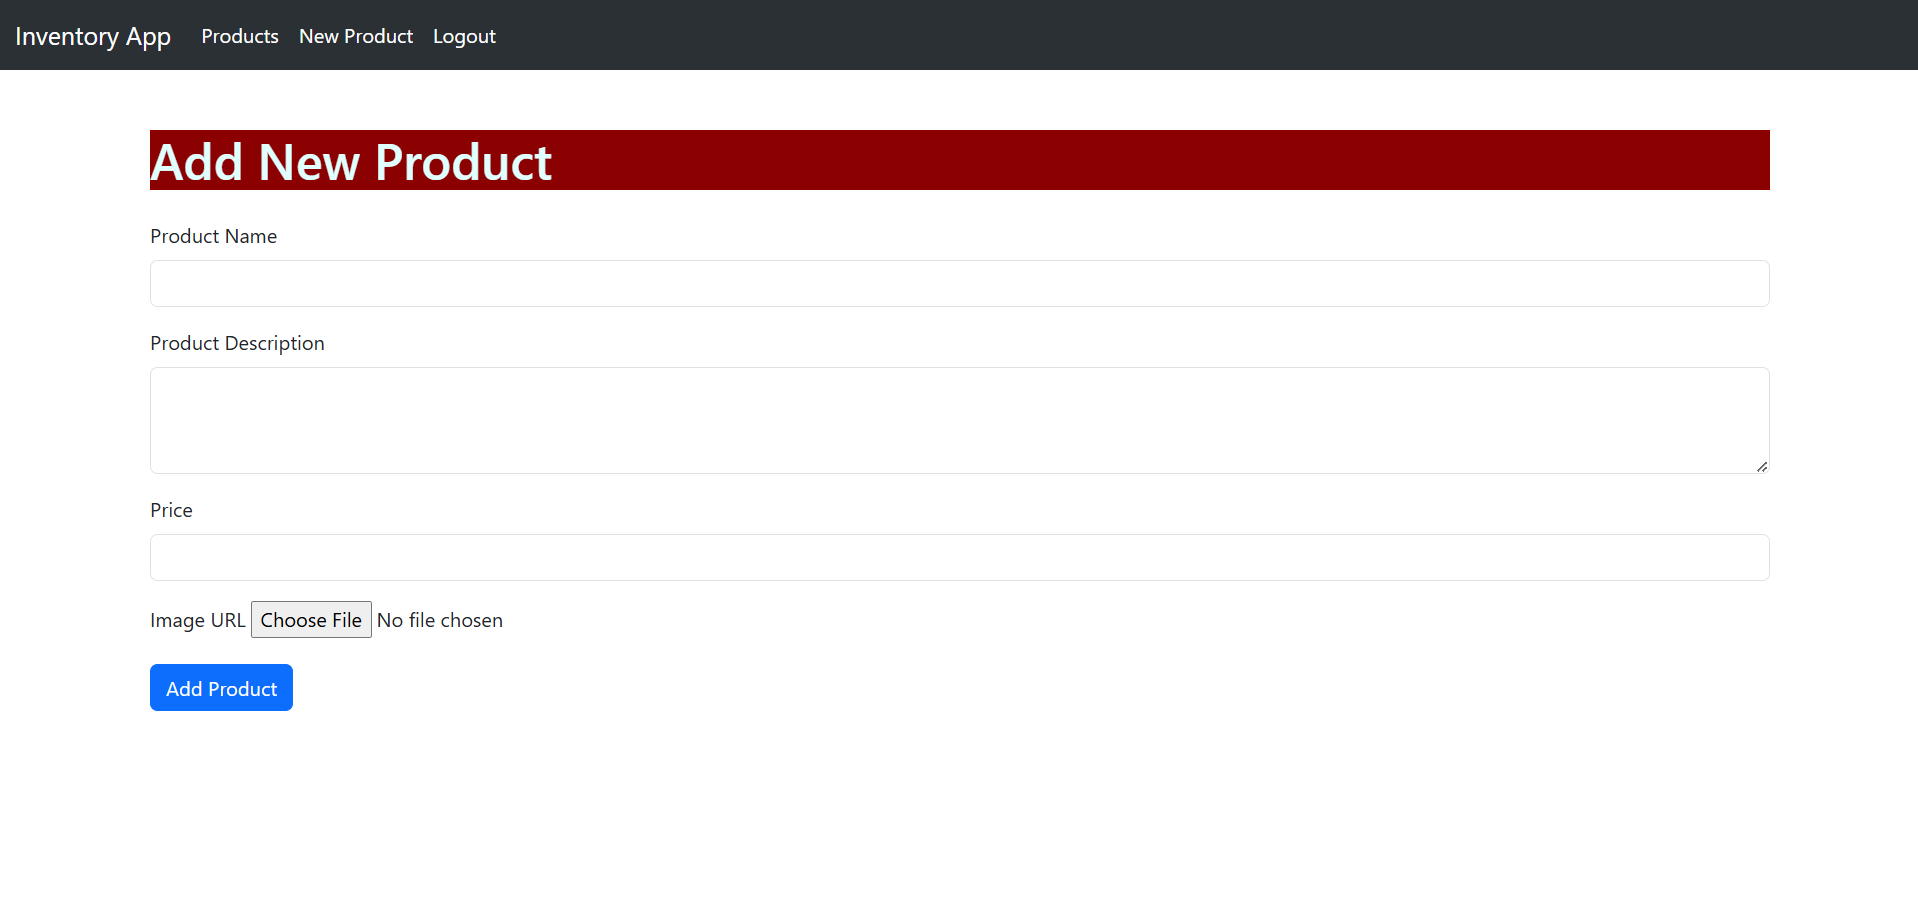 Inventory App Products New Product Logout
Add New Product
Product Name
Product Description
Price
Image URL Choose File No file chosen
Add Product